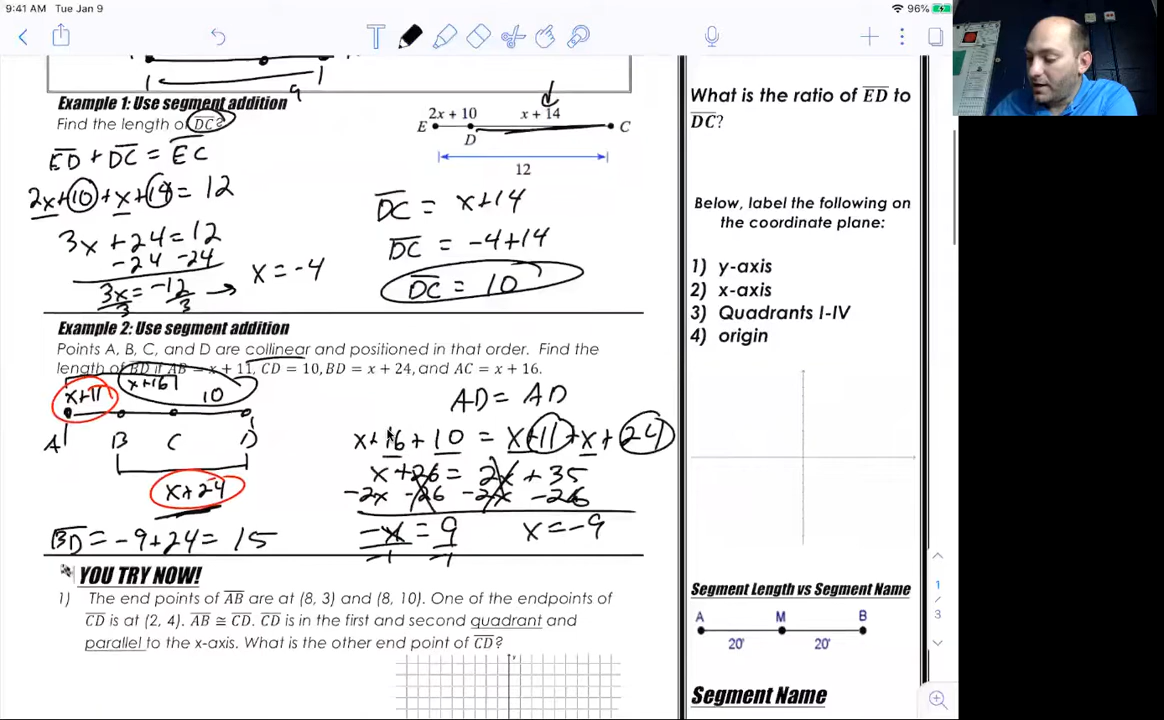 9:41 AM Tue Jan 9
96%
9
Example 1: Use segment addition
Find the length of DC?
2x + 10
x + 14
E
D
C
12
ED + DC = EC
2x+10+x+14 = 12
3x + 24 = 12
-24 -24
3x = -12
3 3
x = -4
DC = x+14
DC = -4+14
DC = 10
Example 2: Use segment addition
Points A, B, C, and D are collinear and positioned in that order. Find the
length of BD if AB = x + 11, CD = 10, BD = x + 24, and AC = x + 16.
x+16
x+11
10
A B C D
x+24
BD = -9+24 = 15
AD = AD
x+16+10 = x+11+x+24
x+26 = 2x+35
-2x -26 -2x -26
-x = 9
-1 -1
x = -9
YOU TRY NOW!
1) The end points of AB are at (8, 3) and (8, 10). One of the endpoints of
CD is at (2, 4). AB ≅ CD. CD is in the first and second quadrant and
parallel to the x-axis. What is the other end point of CD?
What is the ratio of ED to
DC?
Below, label the following on
the coordinate plane:
1) y-axis
2) x-axis
3) Quadrants I-IV
4) origin
1
/
3
Segment Length vs Segment Name
A M B
20 20
Segment Name